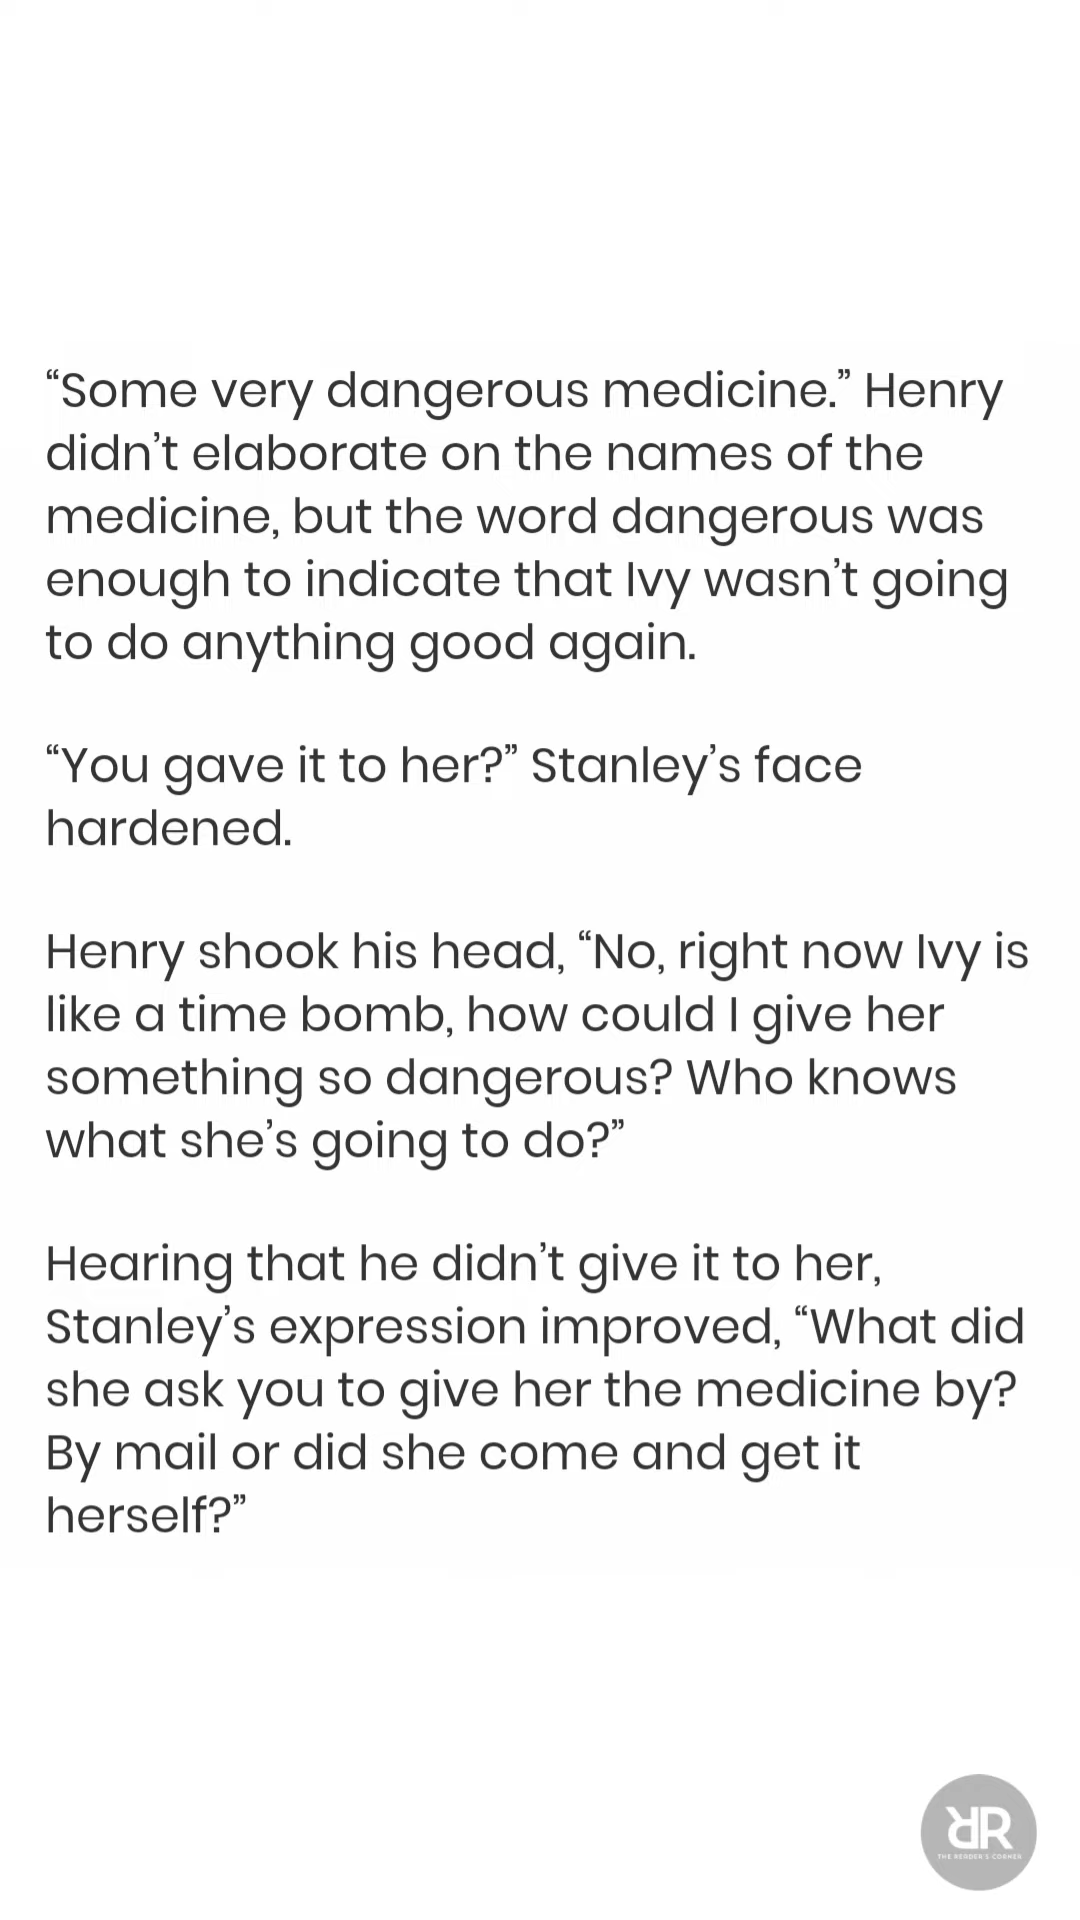 “Some very dangerous medicine.” Henry
didn’t elaborate on the names of the
medicine, but the word dangerous was
enough to indicate that Ivy wasn’t going
to do anything good again.
“You gave it to her?” Stanley’s face
hardened.
Henry shook his head, “No, right now Ivy is
like a time bomb, how could I give her
something so dangerous? Who knows
what she’s going to do?”
Hearing that he didn’t give it to her,
Stanley’s expression improved, “What did
she ask you to give her the medicine by?
By mail or did she come and get it
herself?”
RR
THE READER'S CORNER